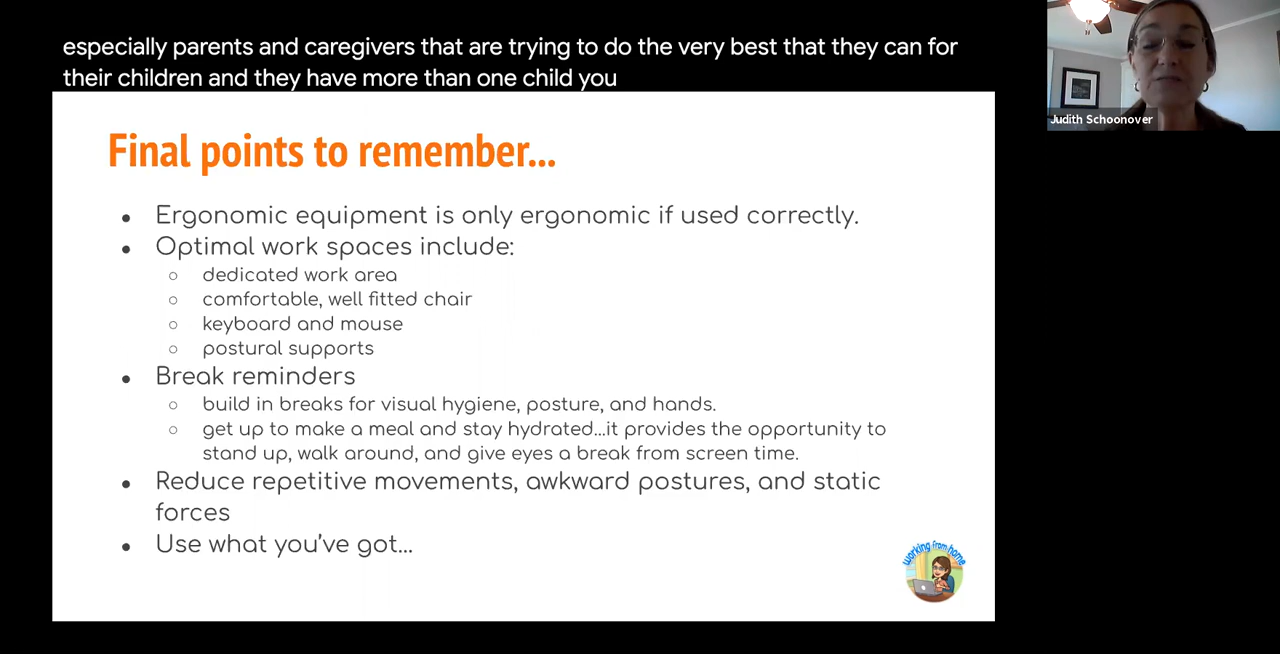 especially parents and caregivers that are trying to do the very best that they can for
their children and they have more than one child you
Judith Schoonover
Final points to remember...
● Ergonomic equipment is only ergonomic if used correctly.
● Optimal work spaces include:
○ dedicated work area
○ comfortable, well fitted chair
○ keyboard and mouse
○ postural supports
● Break reminders
○ build in breaks for visual hygiene, posture, and hands.
○ get up to make a meal and stay hydrated...it provides the opportunity to
stand up, walk around, and give eyes a break from screen time.
● Reduce repetitive movements, awkward postures, and static
forces
● Use what you've got...
working from home